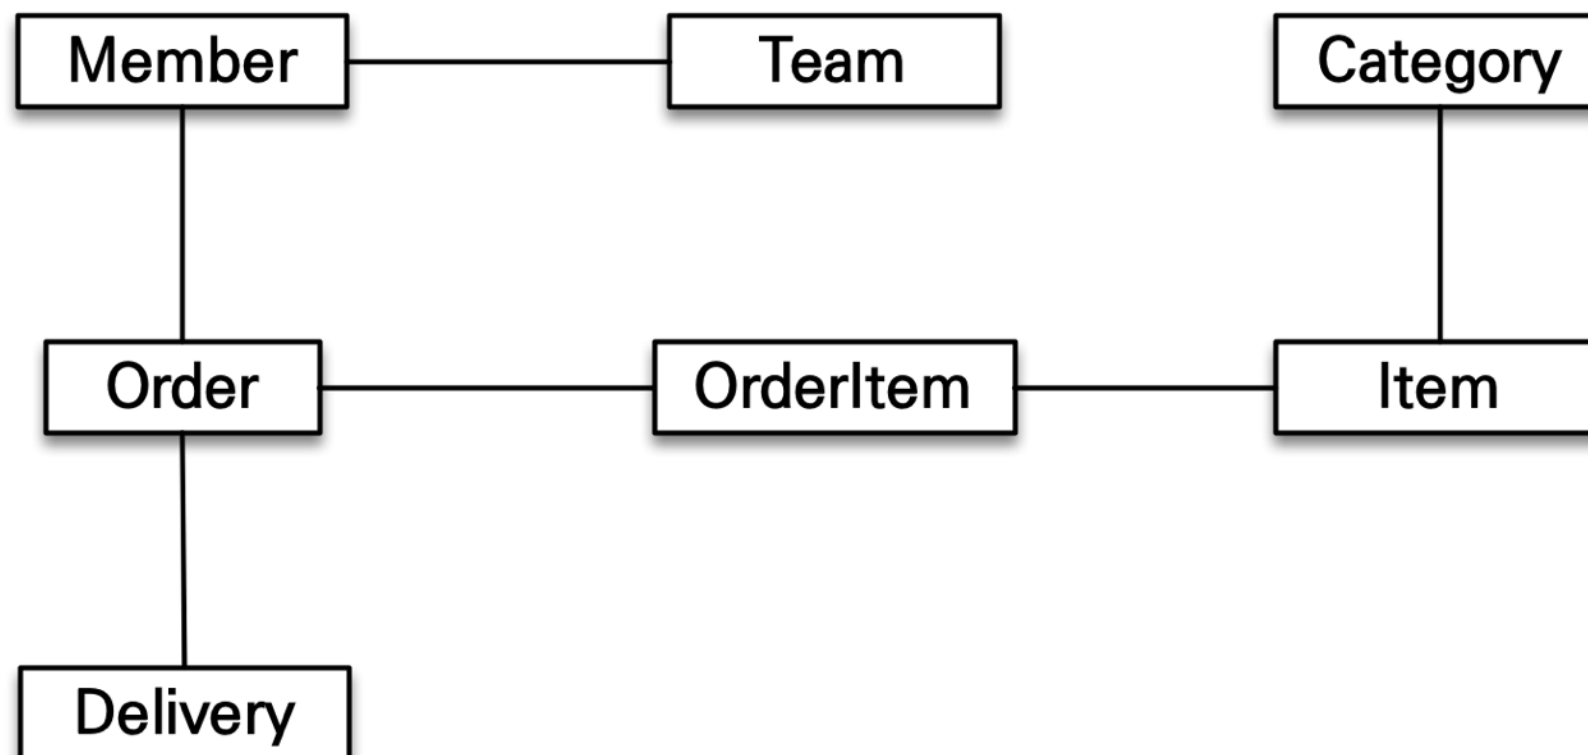 Member
Team
Category
Order
OrderItem
Item
Delivery